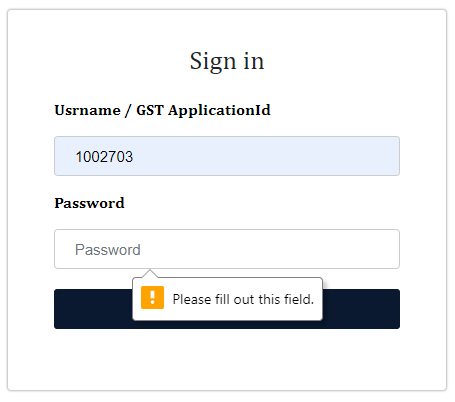 Sign in
Usrname / GST ApplicationId
1002703
Password
Password
Please fill out this field.